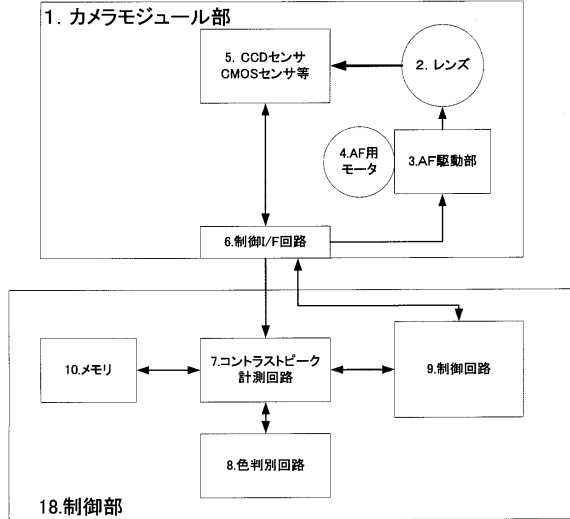 1. カメラモジュール部
5. CCDセンサ
CMOSセンサ等
2. レンズ
4.AF用
モータ
3.AF駆動部
6.制御I/F回路
10.メモリ
7.コントラストピーク
計測回路
9.制御回路
8.色判別回路
18.制御部